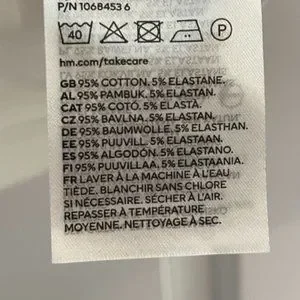 P/N 1068453 6
40 P
hm.com/takecare
GB 95% COTTON. 5% ELASTANE.
AL 95% PAMBUK. 5% ELASTAN.
CAT 95% COTÓ. 5% ELASTÀ.
CZ 95% BAVLNA. 5% ELASTAN.
DE 95% BAUMWOLLE. 5% ELASTHAN.
EE 95% PUUVILL. 5% ELASTAAN.
ES 95% ALGODÓN. 5% ELASTANO.
FI 95% PUUVILLAA. 5% ELASTAANIA.
FR LAVER À LA MACHINE À L'EAU
TIÈDE. BLANCHIR SANS CHLORE
SI NÉCESSAIRE. SÉCHER À L'AIR.
REPASSER À TEMPÉRATURE
MOYENNE. NETTOYAGE À SEC.